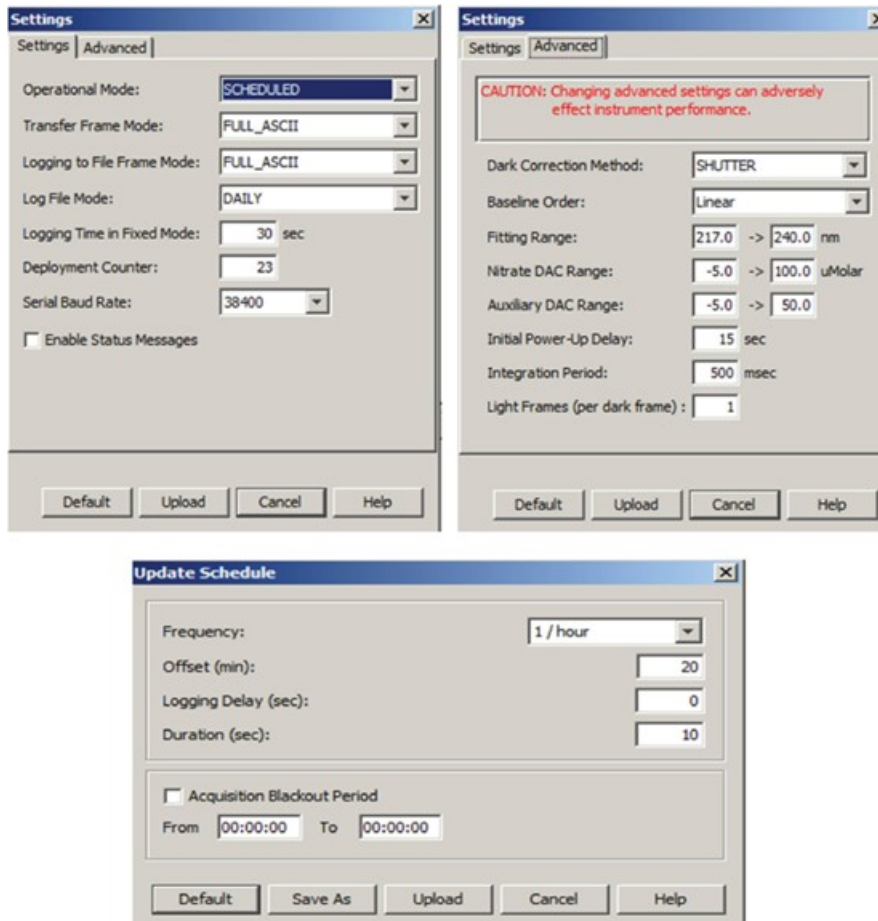 Settings
Settings Advanced
Operational Mode: SCHEDULED
Transfer Frame Mode: FULL_ASCII
Logging to File Frame Mode: FULL_ASCII
Log File Mode: DAILY
Logging Time in Fixed Mode: 30 sec
Deployment Counter: 23
Serial Baud Rate: 38400
Enable Status Messages
Default Upload Cancel Help
Settings
Settings Advanced
CAUTION: Changing advanced settings can adversely
effect instrument performance.
Dark Correction Method: SHUTTER
Baseline Order: Linear
Fitting Range: 217.0 -> 240.0 nm
Nitrate DAC Range: -5.0 -> 100.0 uMolar
Auxiliary DAC Range: -5.0 -> 50.0
Initial Power-Up Delay: 15 sec
Integration Period: 500 msec
Light Frames (per dark frame) : 1
Default Upload Cancel Help
Update Schedule
Frequency: 1 / hour
Offset (min): 20
Logging Delay (sec): 0
Duration (sec): 10
Acquisition Blackout Period
From 00:00:00 To 00:00:00
Default Save As Upload Cancel Help